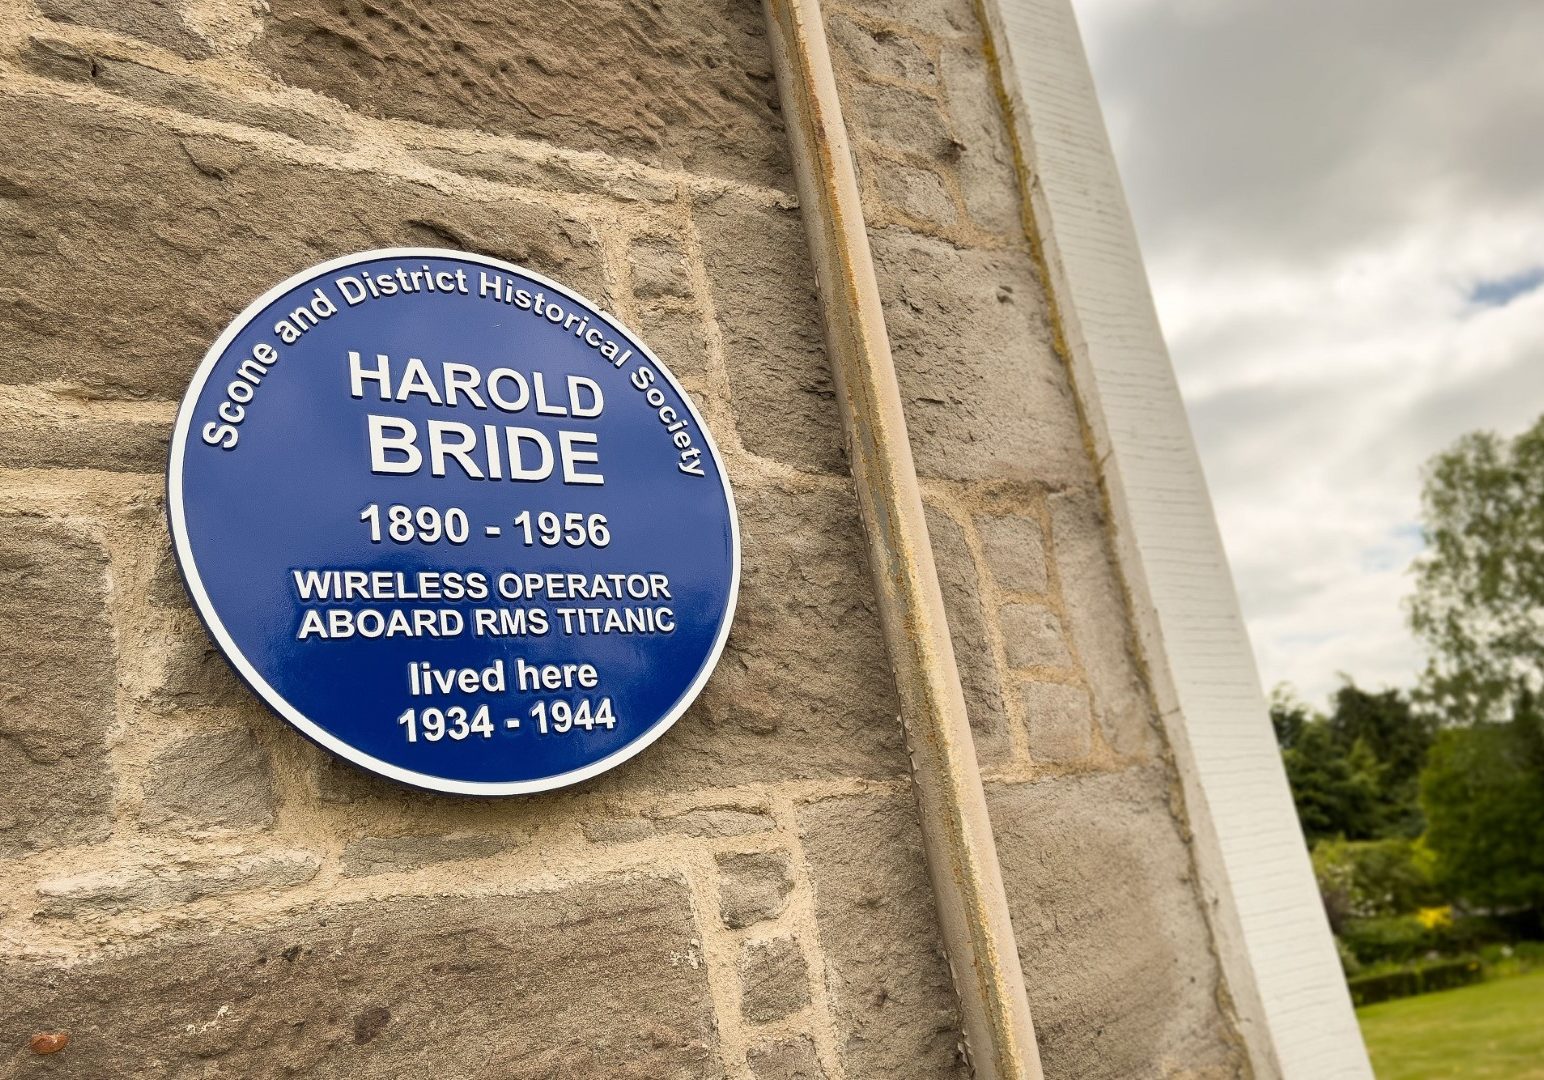 Scone and District Historical Society
HAROLD
BRIDE
1890 - 1956
WIRELESS OPERATOR
ABOARD RMS TITANIC
lived here
1934 - 1944